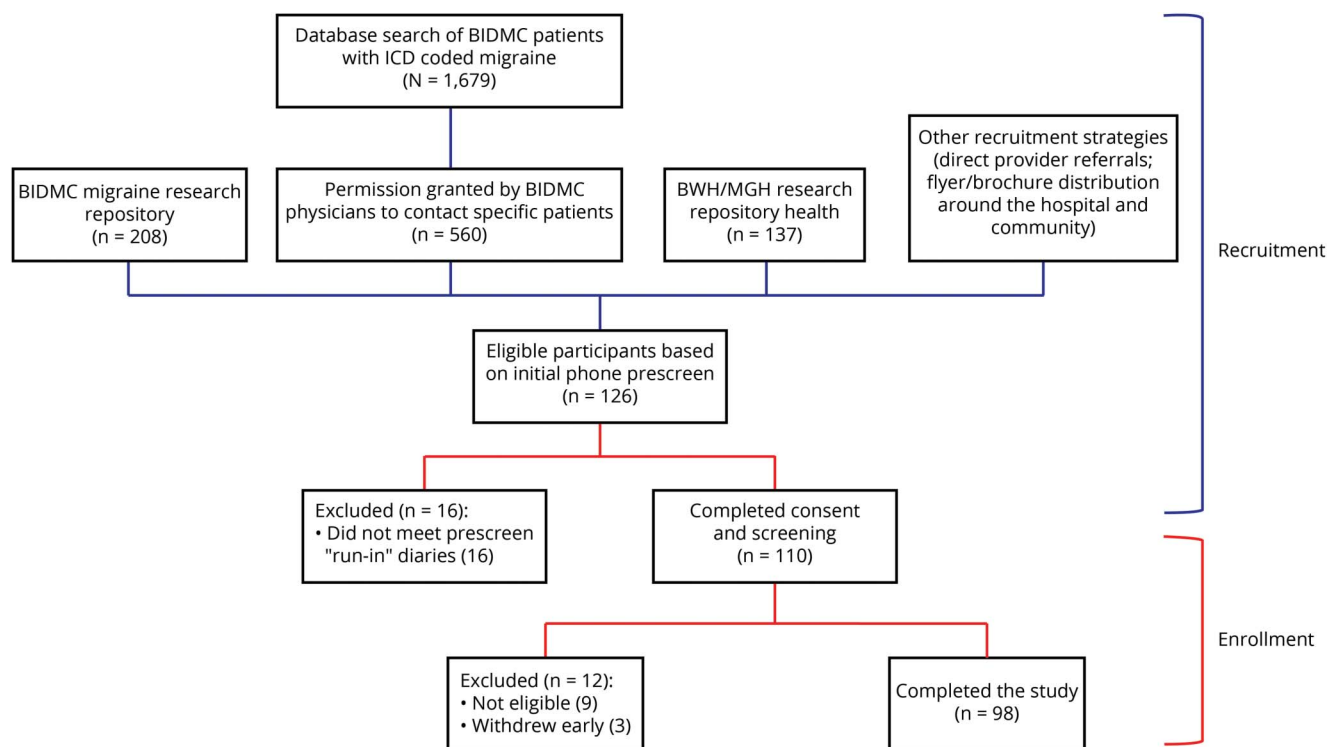 Database search of BIDMC patients
with ICD coded migraine
(N = 1,679)
BIDMC migraine research
repository
(n = 208)
Permission granted by BIDMC
physicians to contact specific patients
(n = 560)
BWH/MGH research
repository health
(n = 137)
Other recruitment strategies
(direct provider referrals;
flyer/brochure distribution
around the hospital and
community)
Recruitment
Eligible participants based
on initial phone prescreen
(n = 126)
Excluded (n = 16):
• Did not meet prescreen
"run-in" diaries (16)
Completed consent
and screening
(n = 110)
Enrollment
Excluded (n = 12):
• Not eligible (9)
• Withdrew early (3)
Completed the study
(n = 98)